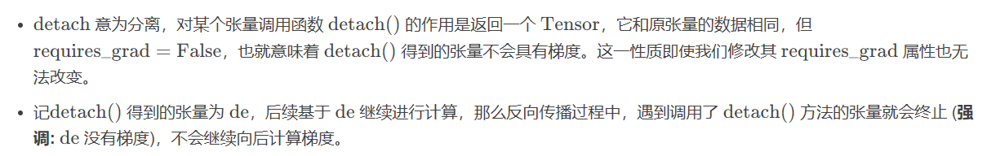 • detach 意为分离，对某个张量调用函数 detach() 的作用是返回一个 Tensor，它和原张量的数据相同，但
requires_grad = False，也就意味着 detach() 得到的张量不会具有梯度。这一性质即使我们修改其 requires_grad 属性也无
法改变。
• 记detach() 得到的张量为 de，后续基于 de 继续进行计算，那么反向传播过程中，遇到调用了 detach() 方法的张量就会终止 (强
调: de 没有梯度)，不会继续向后计算梯度。